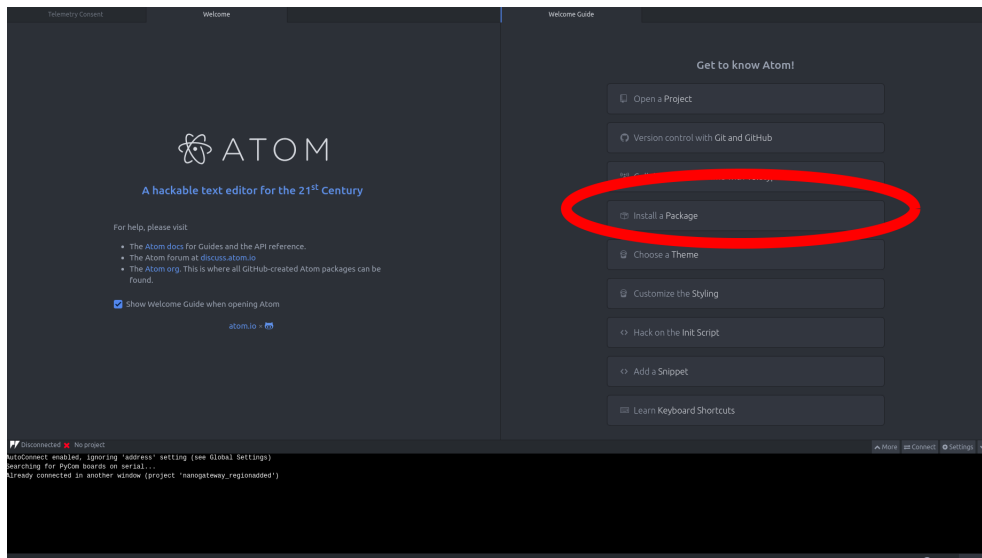 Telemetry Consent
Welcome
Welcome Guide
ATOM
A hackable text editor for the 21st Century
For help, please visit
The Atom docs for Guides and the API reference.
The Atom forum at discuss.atom.io
The Atom org. This is where all GitHub-created Atom packages can be
found.
Show Welcome Guide when opening Atom
atom.io ×
Get to know Atom!
Open a Project
Version control with Git and GitHub
Install a Package
Choose a Theme
Customize the Styling
Hack on the Init Script
Add a Snippet
Learn Keyboard Shortcuts
Disconnected No project
More Connect Settings
AutoConnect enabled, ignoring 'address' setting (see Global Settings)
Searching for PyCom boards on serial...
Already connected in another window (project 'nanogateway_regionadded')